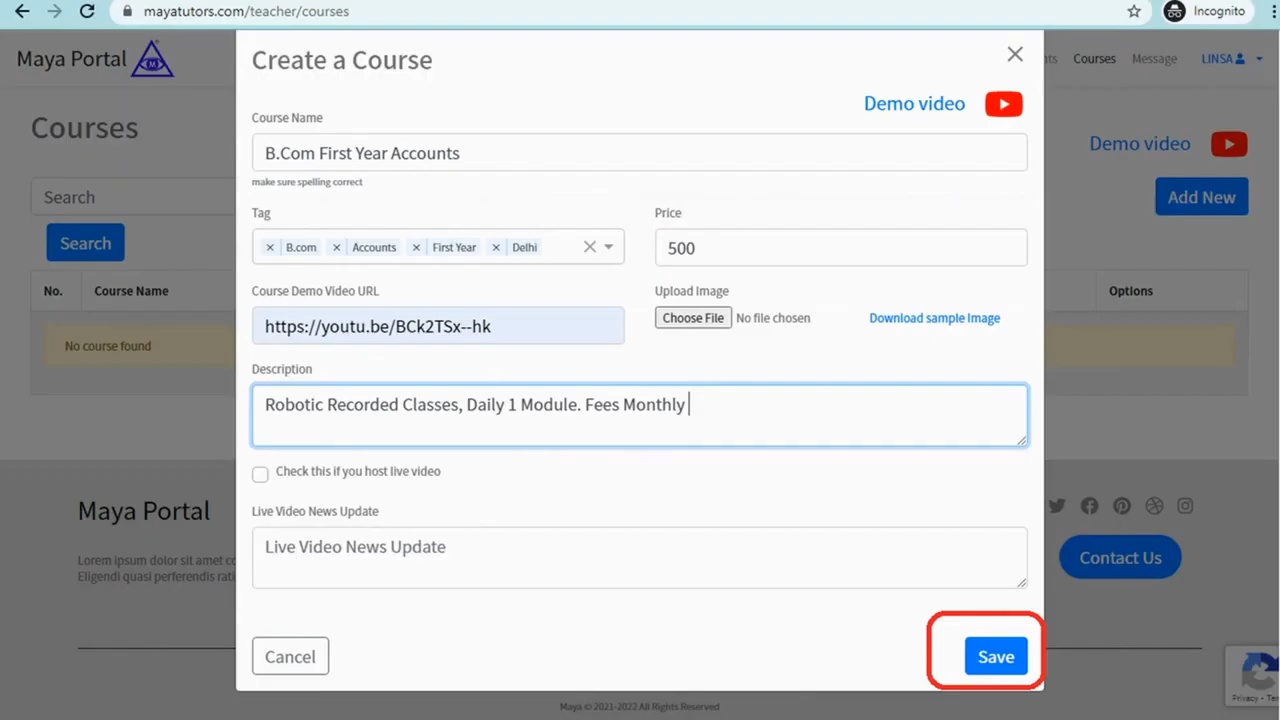 mayatutors.com/teacher/courses
Incognito
Maya Portal
M
Courses
Message
LINSA
Create a Course
Demo video
Courses
Demo video
Course Name
B.Com First Year Accounts
make sure spelling correct
Search
Add New
Tag
Price
× B.com × Accounts × First Year × Delhi
500
Search
No.
Course Name
Options
Course Demo Video URL
Upload Image
https://youtu.be/BCk2TSx--hk
Choose File No file chosen
Download sample Image
No course found
Description
Robotic Recorded Classes, Daily 1 Module. Fees Monthly
Check this if you host live video
Maya Portal
Live Video News Update
Live Video News Update
Lorem ipsum dolor sit amet
Eligendi quasi perferendis
Contact Us
Cancel
Save
Privacy
Maya © 2021-2022 All Rights Reserved